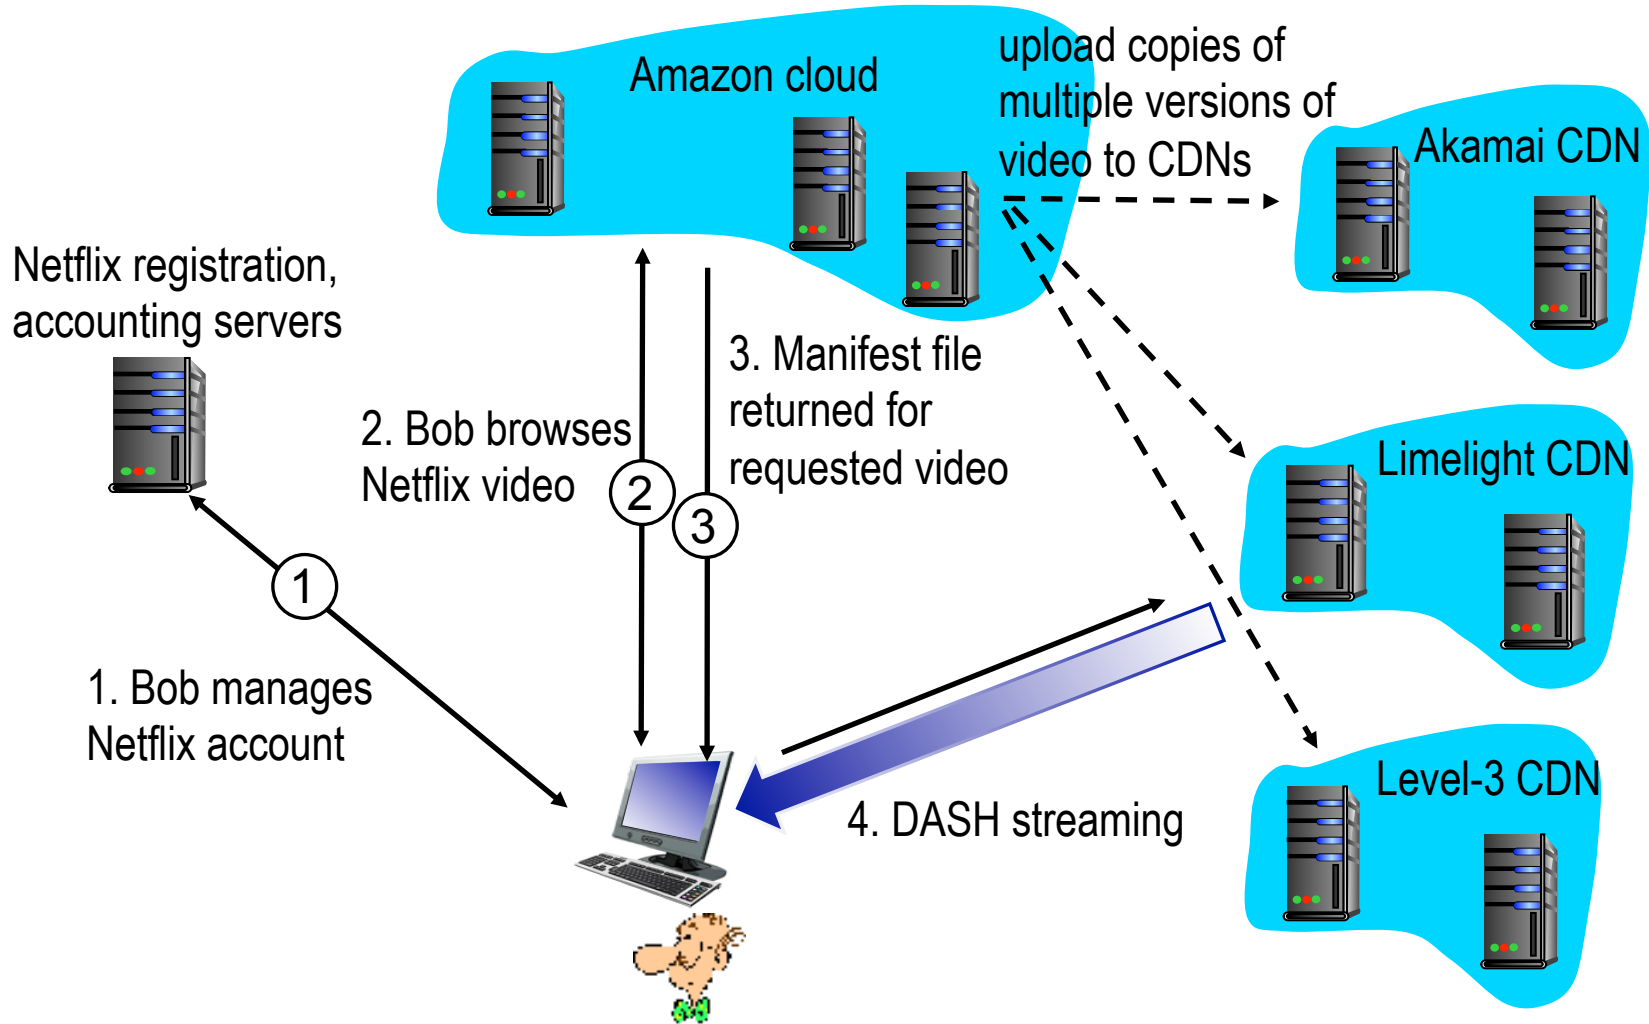 Amazon cloud
upload copies of
multiple versions of
video to CDNs
Akamai CDN
Netflix registration,
accounting servers
3. Manifest file
returned for
requested video
2. Bob browses
Netflix video
2
3
Limelight CDN
1
1. Bob manages
Netflix account
4. DASH streaming
Level-3 CDN